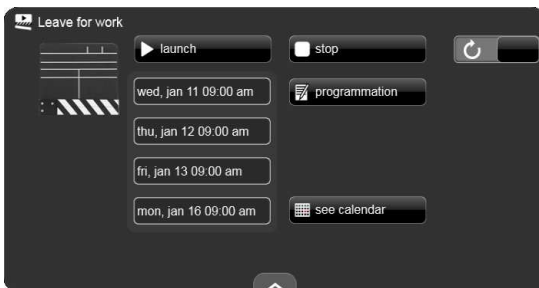 Leave for work
launch
stop
wed, jan 11 09:00 am
programmation
thu, jan 12 09:00 am
fri, jan 13 09:00 am
mon, jan 16 09:00 am
see calendar